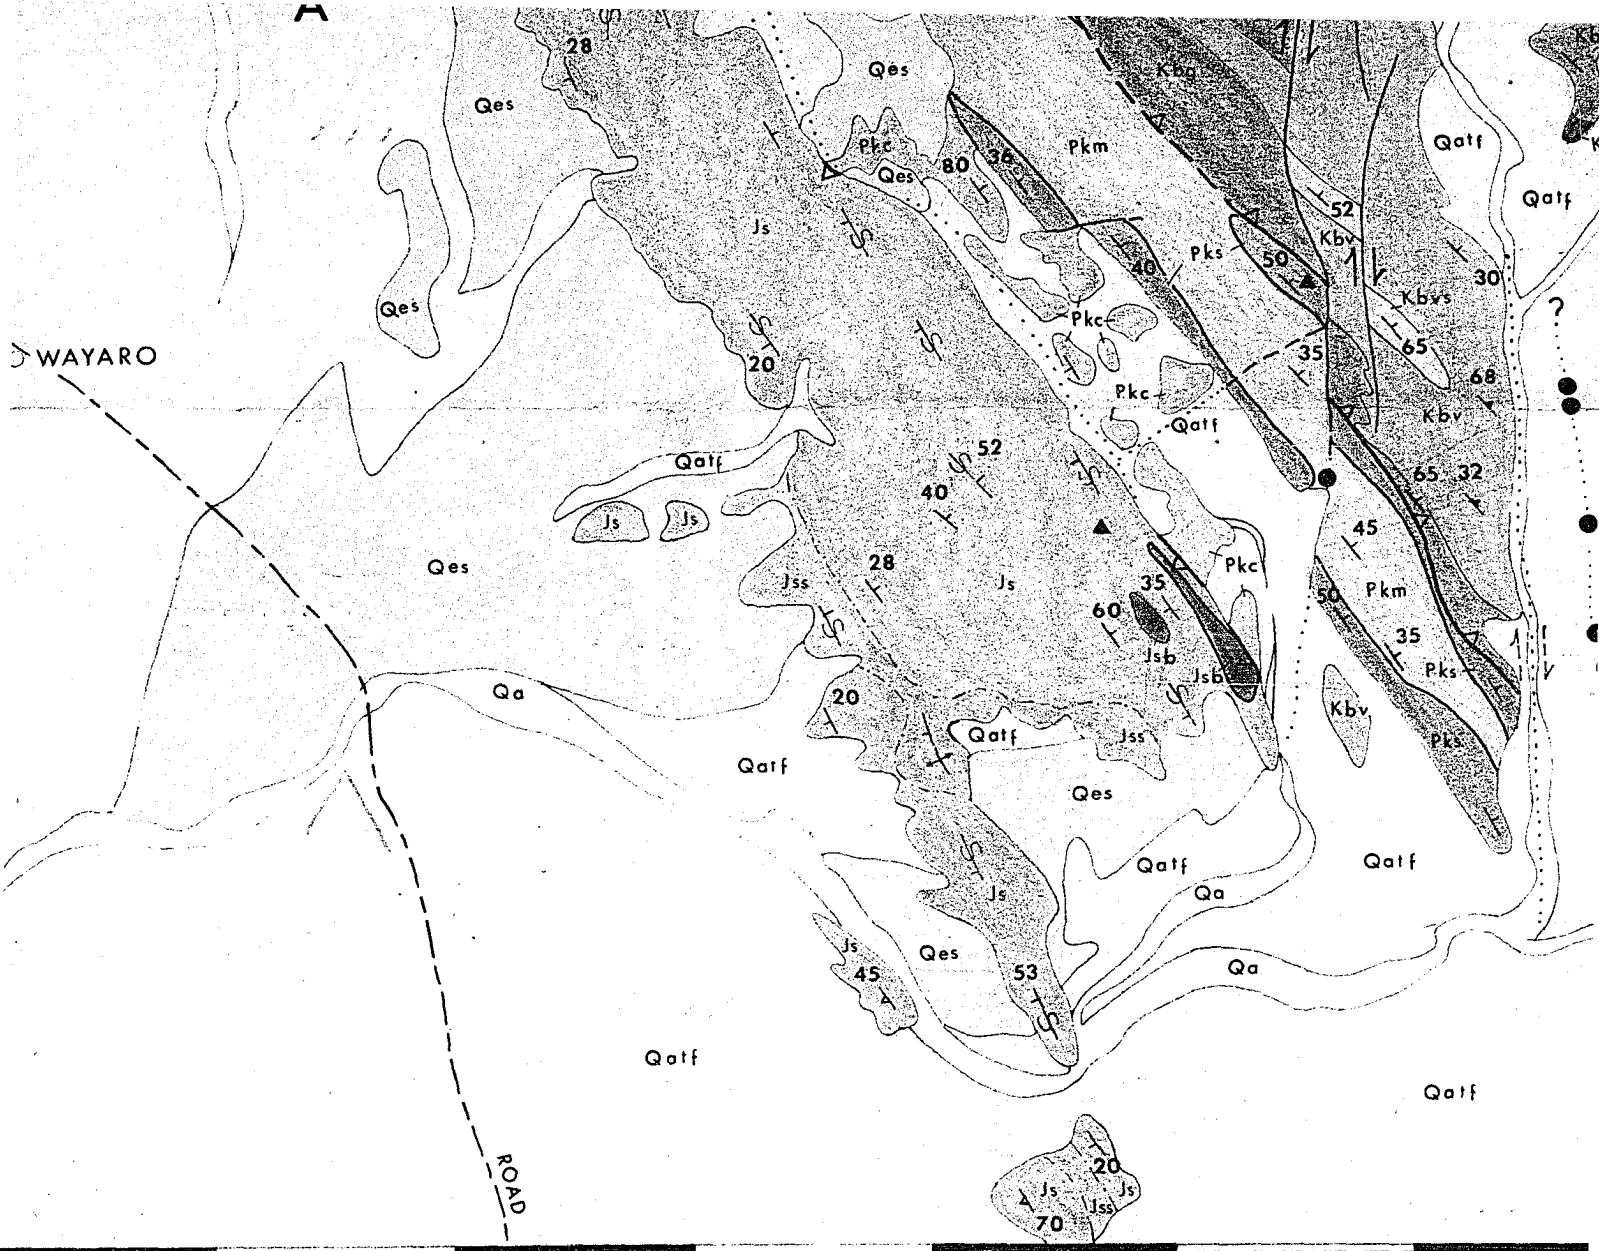 A
28
Qes
Kbg
Qes
Qatf
Pkc
80
36
Pkm
Qes
Qatf
Js
52
Kbv
Pks
50
40
30
Qes
Kbvs
?
Pkc
WAYARO
20
35
65
68
Pkc
Kbv
Qatf
52
Qatf
65
32
40
Js
Js
45
Qes
28
Pkc
Jss
Js
35
Pkm
50
60
35
Jsb
Jsb
Pks
Qa
20
Kbv
Qatf
Jss
Pks
Qatf
Qes
Qatf
Qatf
Js
Qa
Js
Qes
45
53
Qa
Qatf
Qatf
20
ROAD
Js
Js
Jss
70